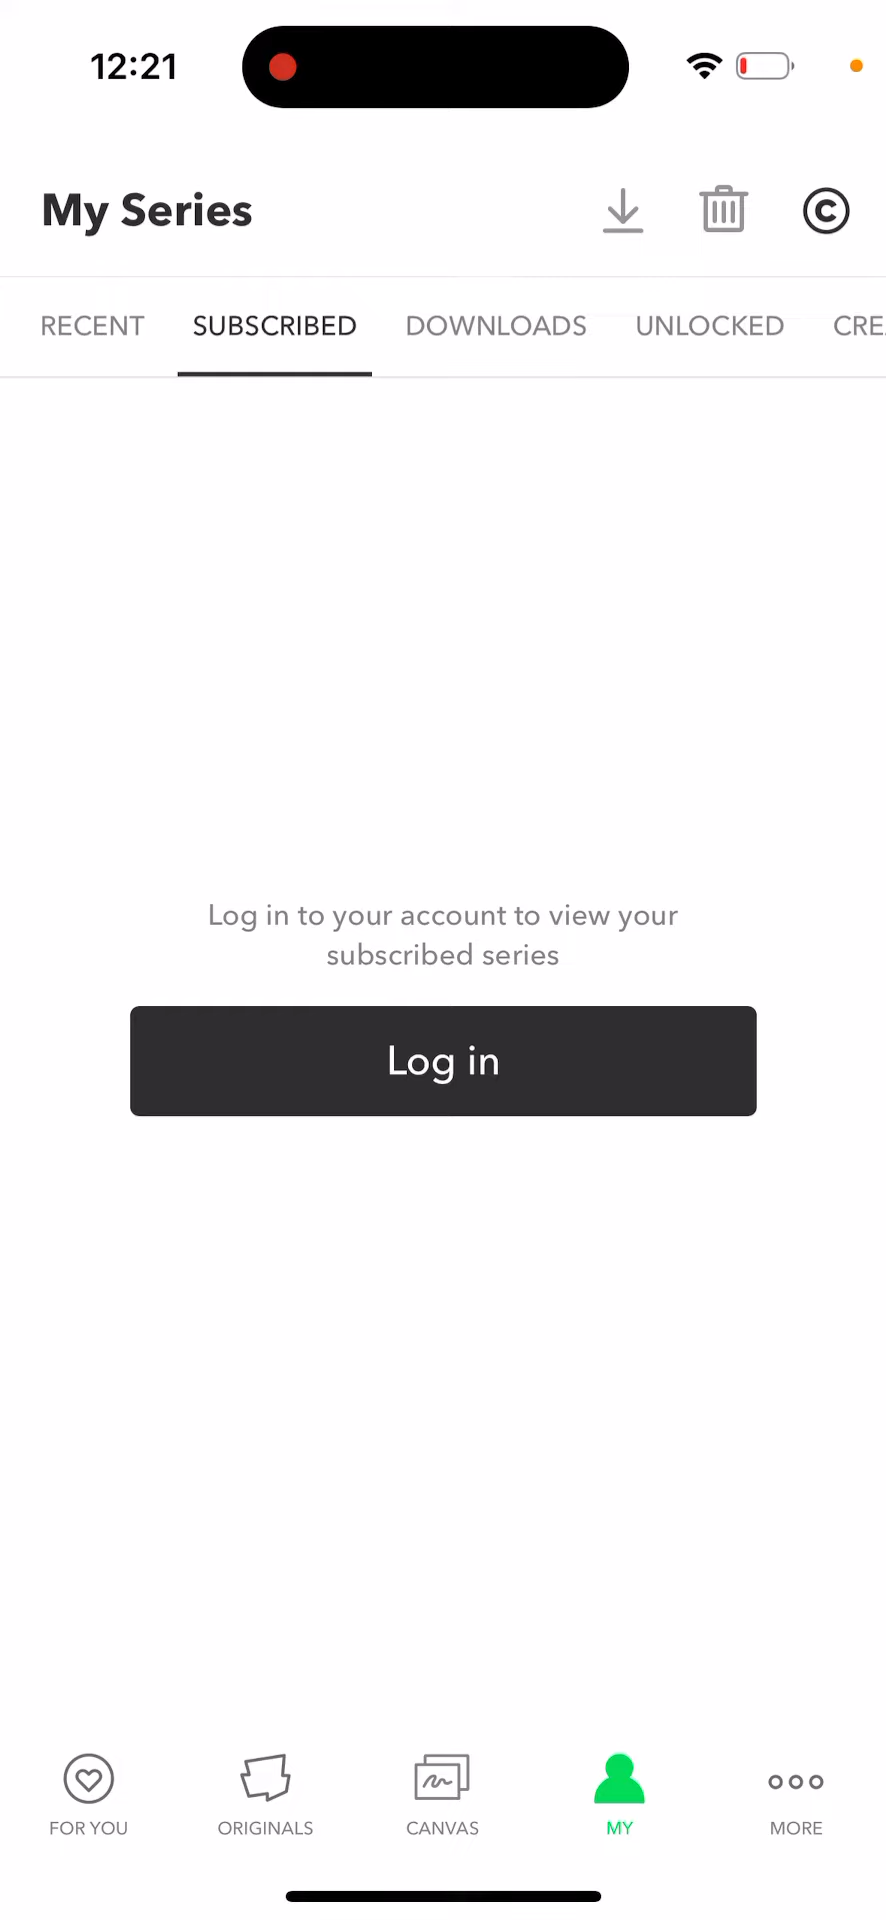 12:21
My Series
RECENT SUBSCRIBED DOWNLOADS UNLOCKED CREA
Log in to your account to view your
subscribed series
Log in
FOR YOU ORIGINALS CANVAS MY MORE